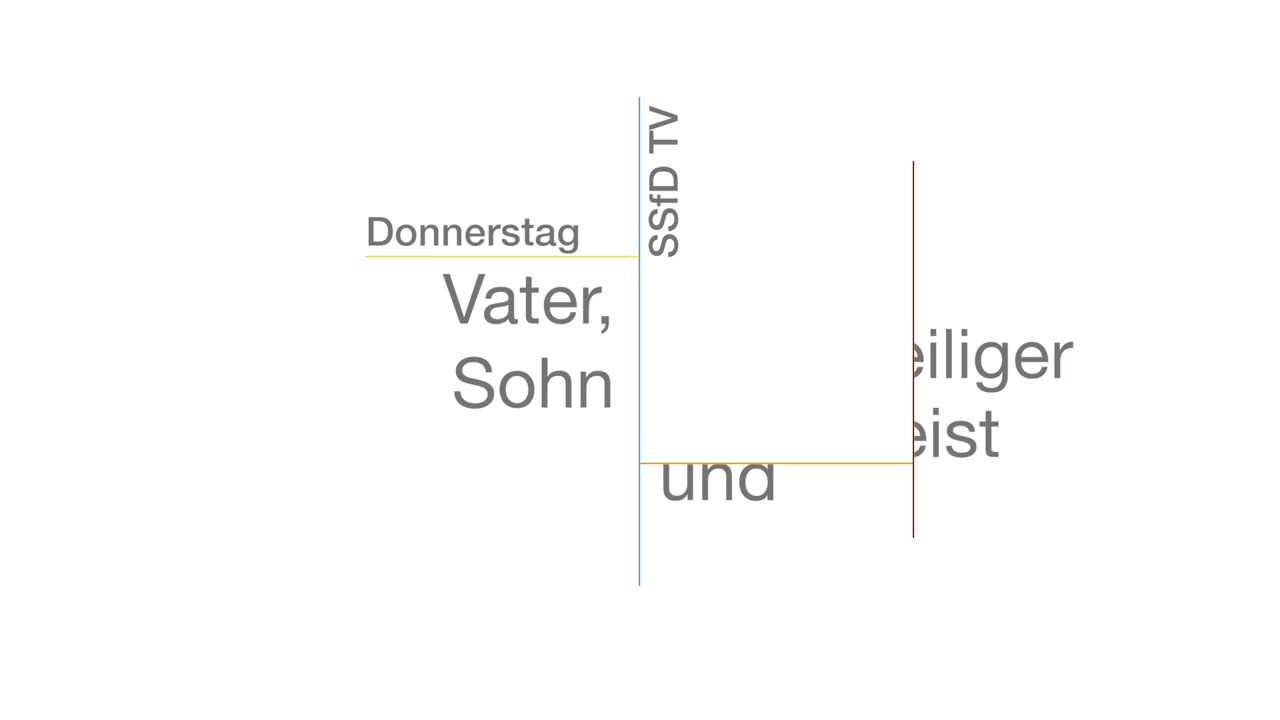 Donnerstag
SSfD TV
Vater,
Sohn
und
eiliger
eist